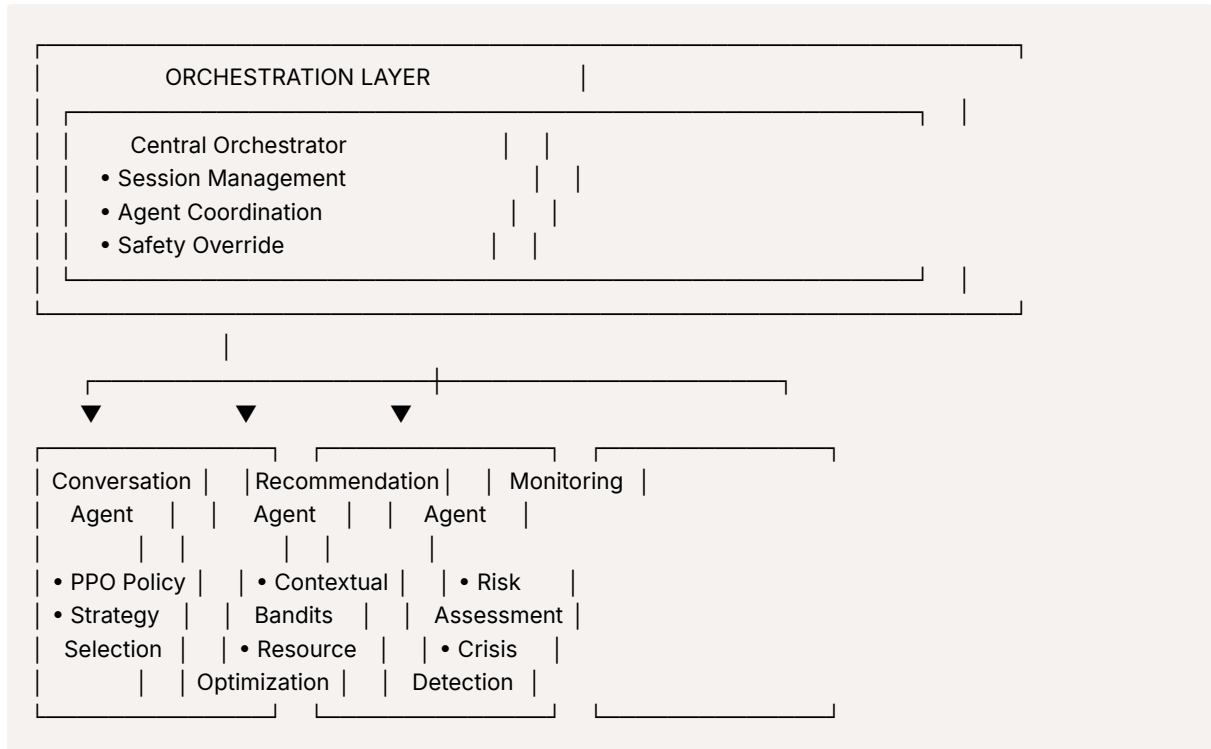 ORCHESTRATION LAYER
Central Orchestrator
• Session Management
• Agent Coordination
• Safety Override
Conversation Recommendation Monitoring
Agent Agent Agent
• PPO Policy • Contextual • Risk
• Strategy Bandits Assessment
Selection • Resource • Crisis
Optimization Detection